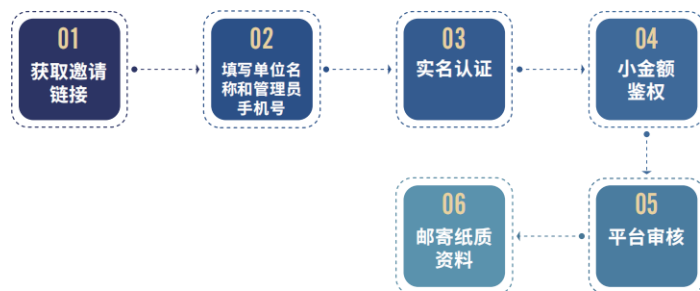 01
获取邀请
链接
02
填写单位名
称和管理员
手机号
03
实名认证
04
小金额
鉴权
05
平台审核
06
邮寄纸质
资料